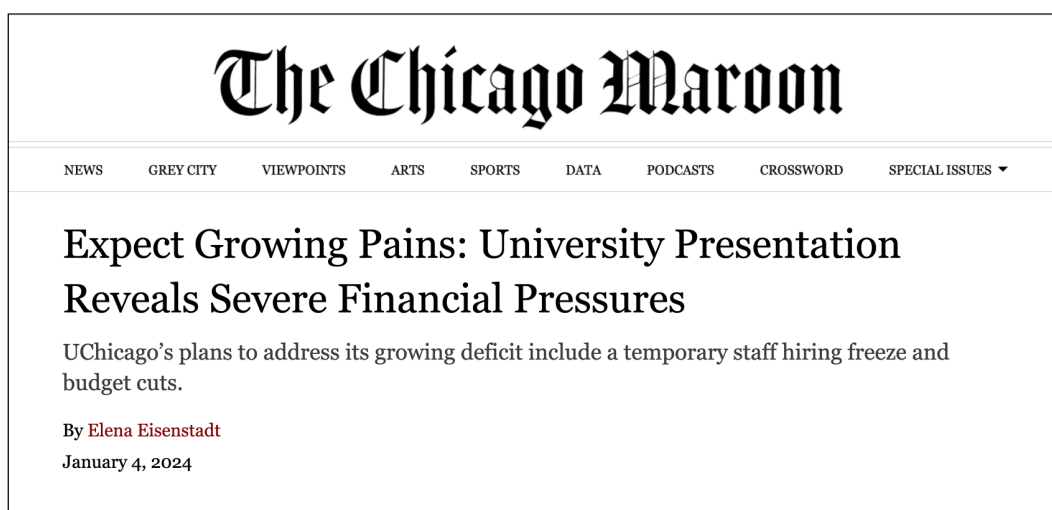 The Chicago Maroon
NEWS GREY CITY VIEWPOINTS ARTS SPORTS DATA PODCASTS CROSSWORD SPECIAL ISSUES
Expect Growing Pains: University Presentation
Reveals Severe Financial Pressures
UChicago’s plans to address its growing deficit include a temporary staff hiring freeze and
budget cuts.
By Elena Eisenstadt
January 4, 2024